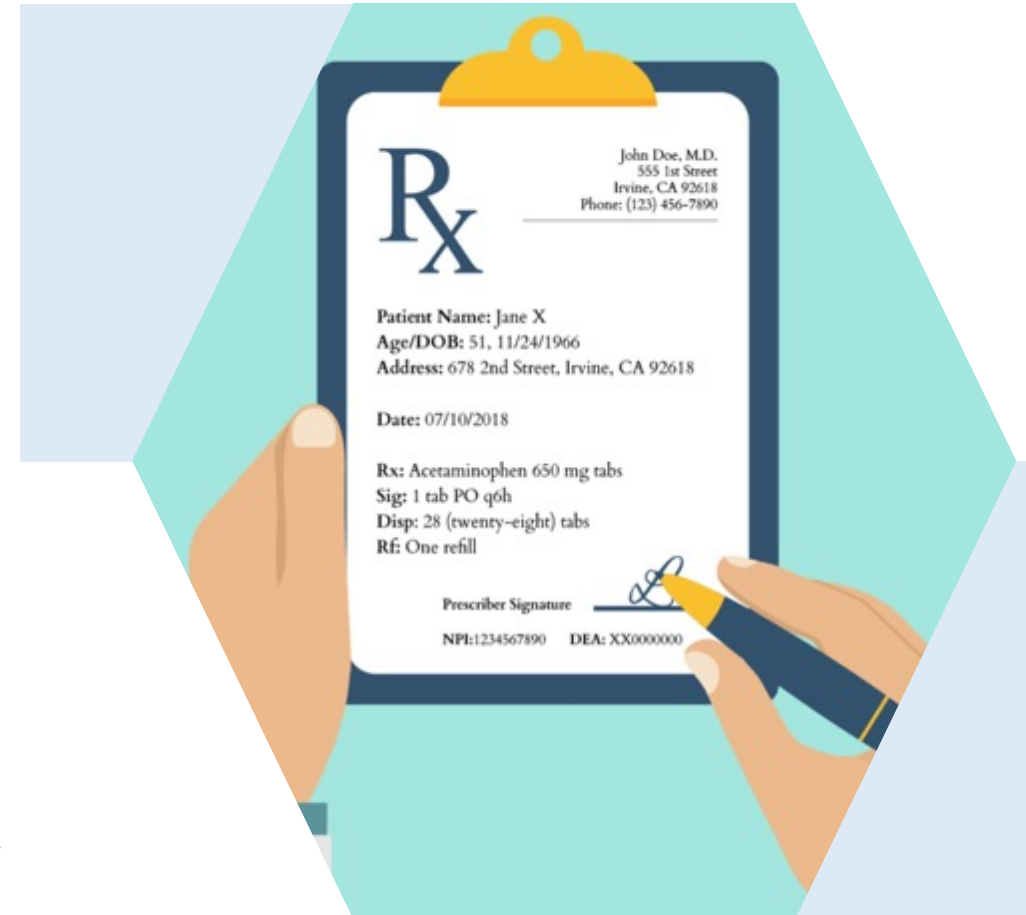 Rx
John Doe, M.D.
555 1st Street
Irvine, CA 92618
Phone: (123) 456-7890
Patient Name: Jane X
Age/DOB: 51, 11/24/1966
Address: 678 2nd Street, Irvine, CA 92618
Date: 07/10/2018
Rx: Acetaminophen 650 mg tabs
Sig: 1 tab PO q6h
Disp: 28 (twenty-eight) tabs
Rf: One refill
Prescriber Signature
NPI:1234567890 DEA: XX0000000